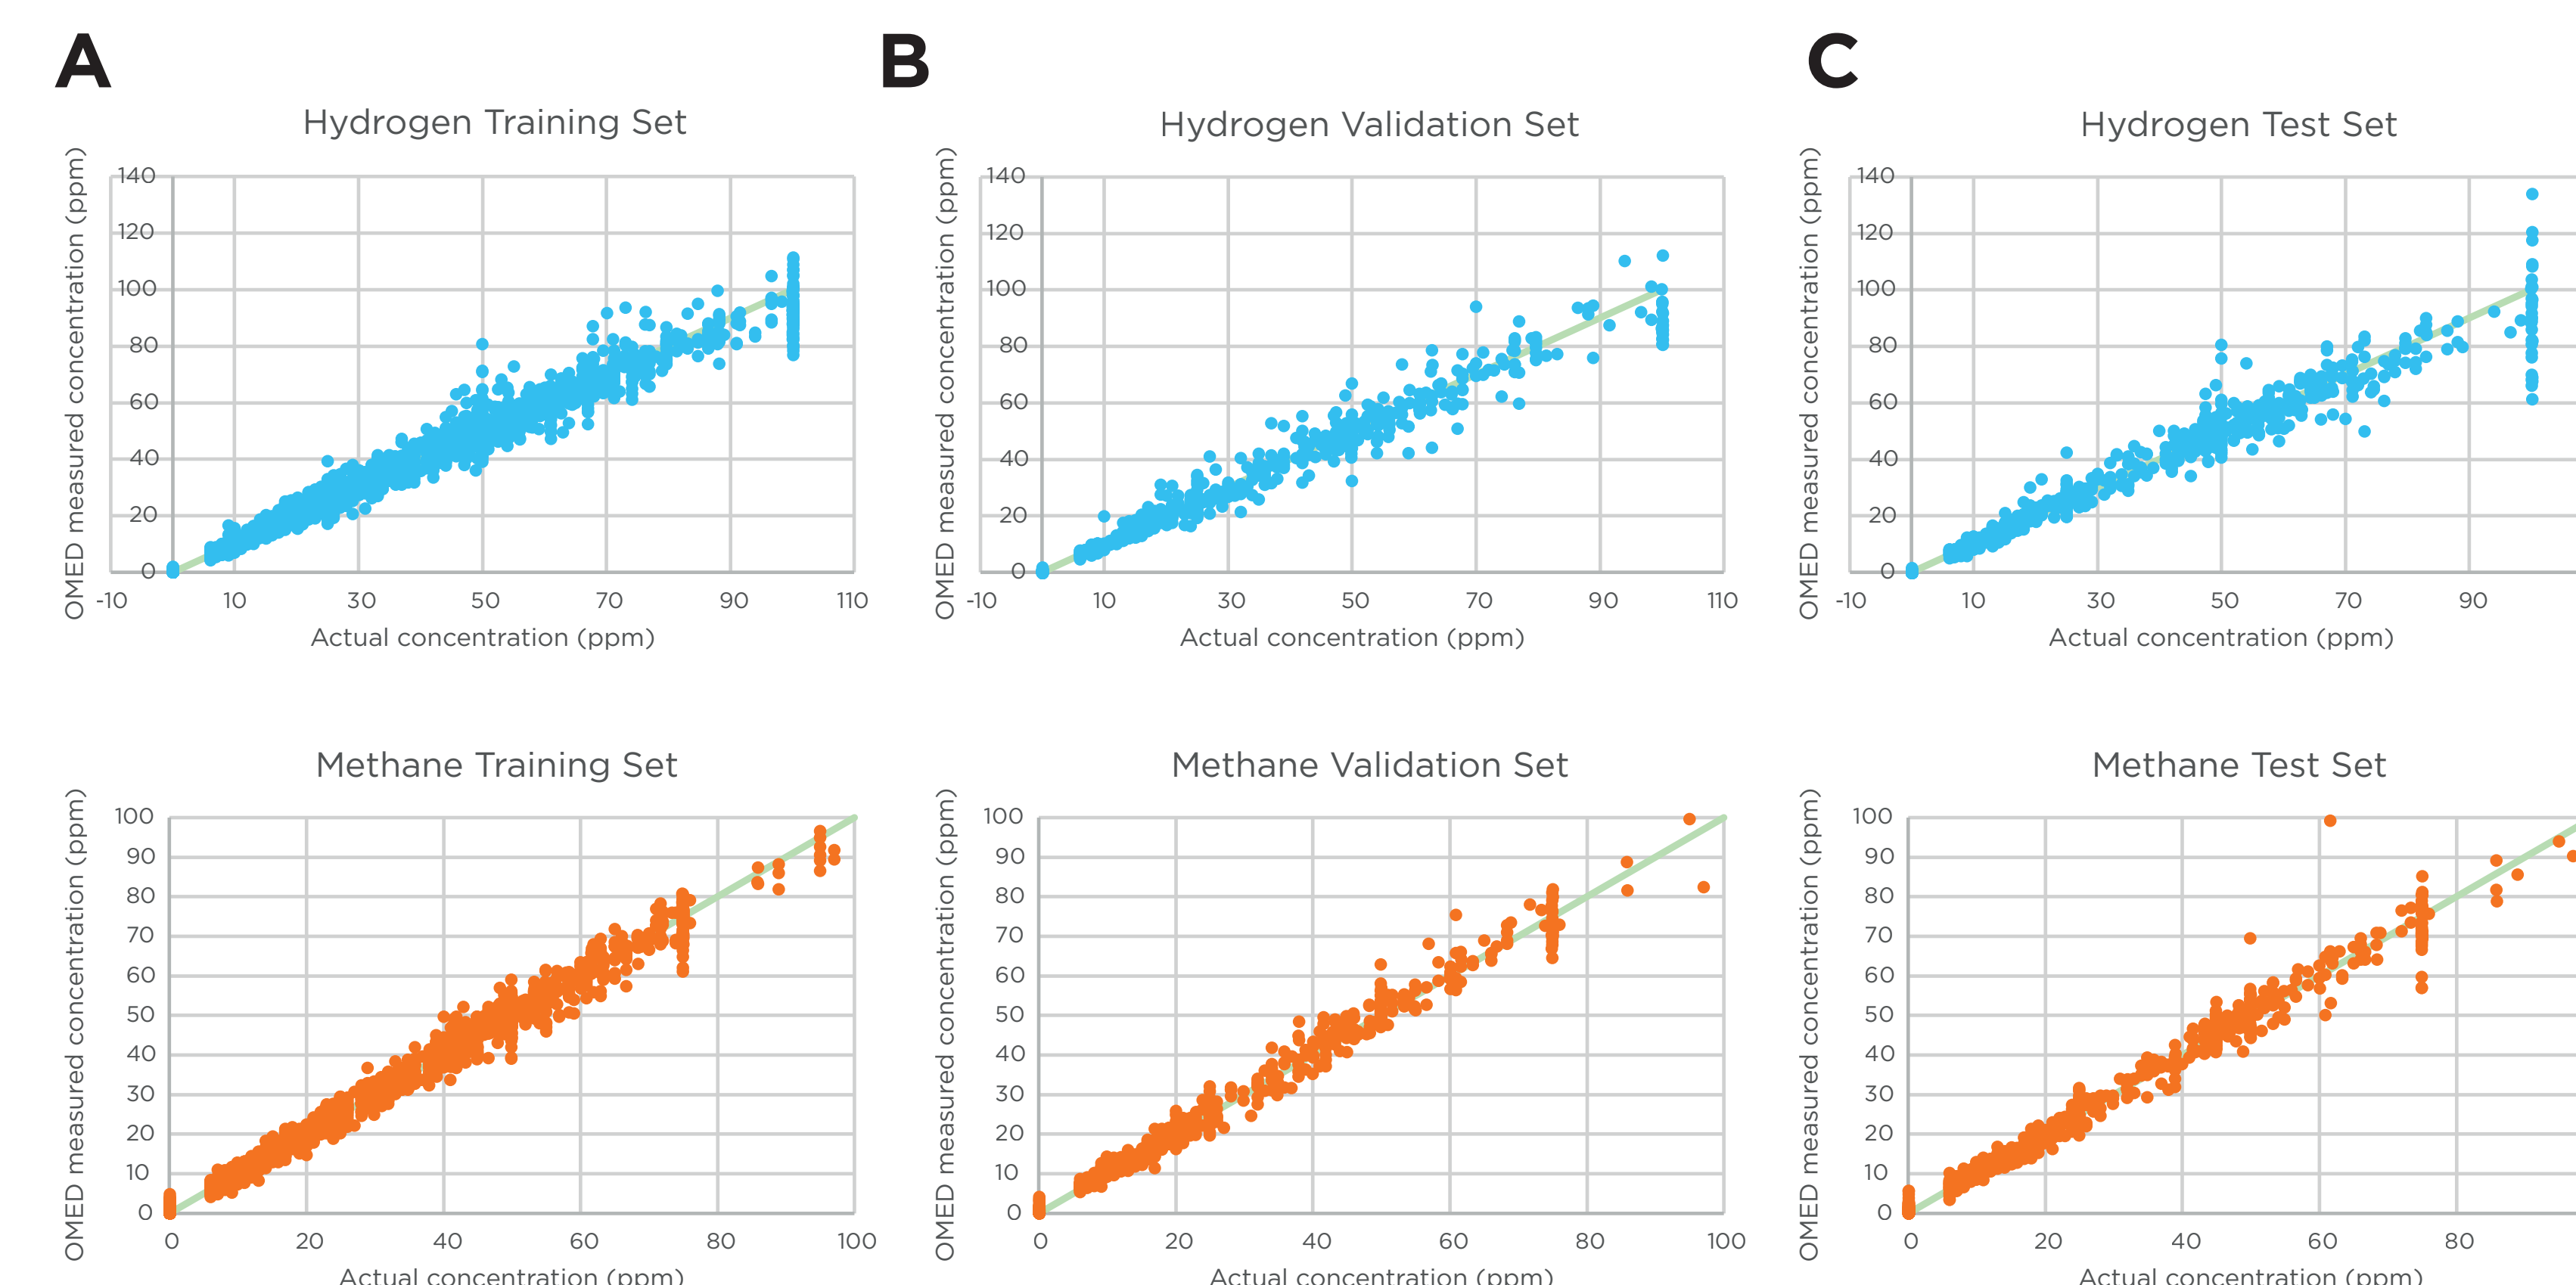 A
B
C
Hydrogen Training Set
Hydrogen Validation Set
Hydrogen Test Set
OMED measured concentration (ppm)
140
120
100
80
60
40
20
0
-10 10 30 50 70 90 110
Actual concentration (ppm)
OMED measured concentration (ppm)
140
120
100
80
60
40
20
0
-10 10 30 50 70 90 110
Actual concentration (ppm)
OMED measured concentration (ppm)
140
120
100
80
60
40
20
0
-10 10 30 50 70 90
Actual concentration (ppm)
Methane Training Set
Methane Validation Set
Methane Test Set
OMED measured concentration (ppm)
100
90
80
70
60
50
40
30
20
10
0
0 20 40 60 80 100
Actual concentration (ppm)
OMED measured concentration (ppm)
100
90
80
70
60
50
40
30
20
10
0
0 20 40 60 80 100
Actual concentration (ppm)
OMED measured concentration (ppm)
100
90
80
70
60
50
40
30
20
10
0
0 20 40 60 80
Actual concentration (ppm)